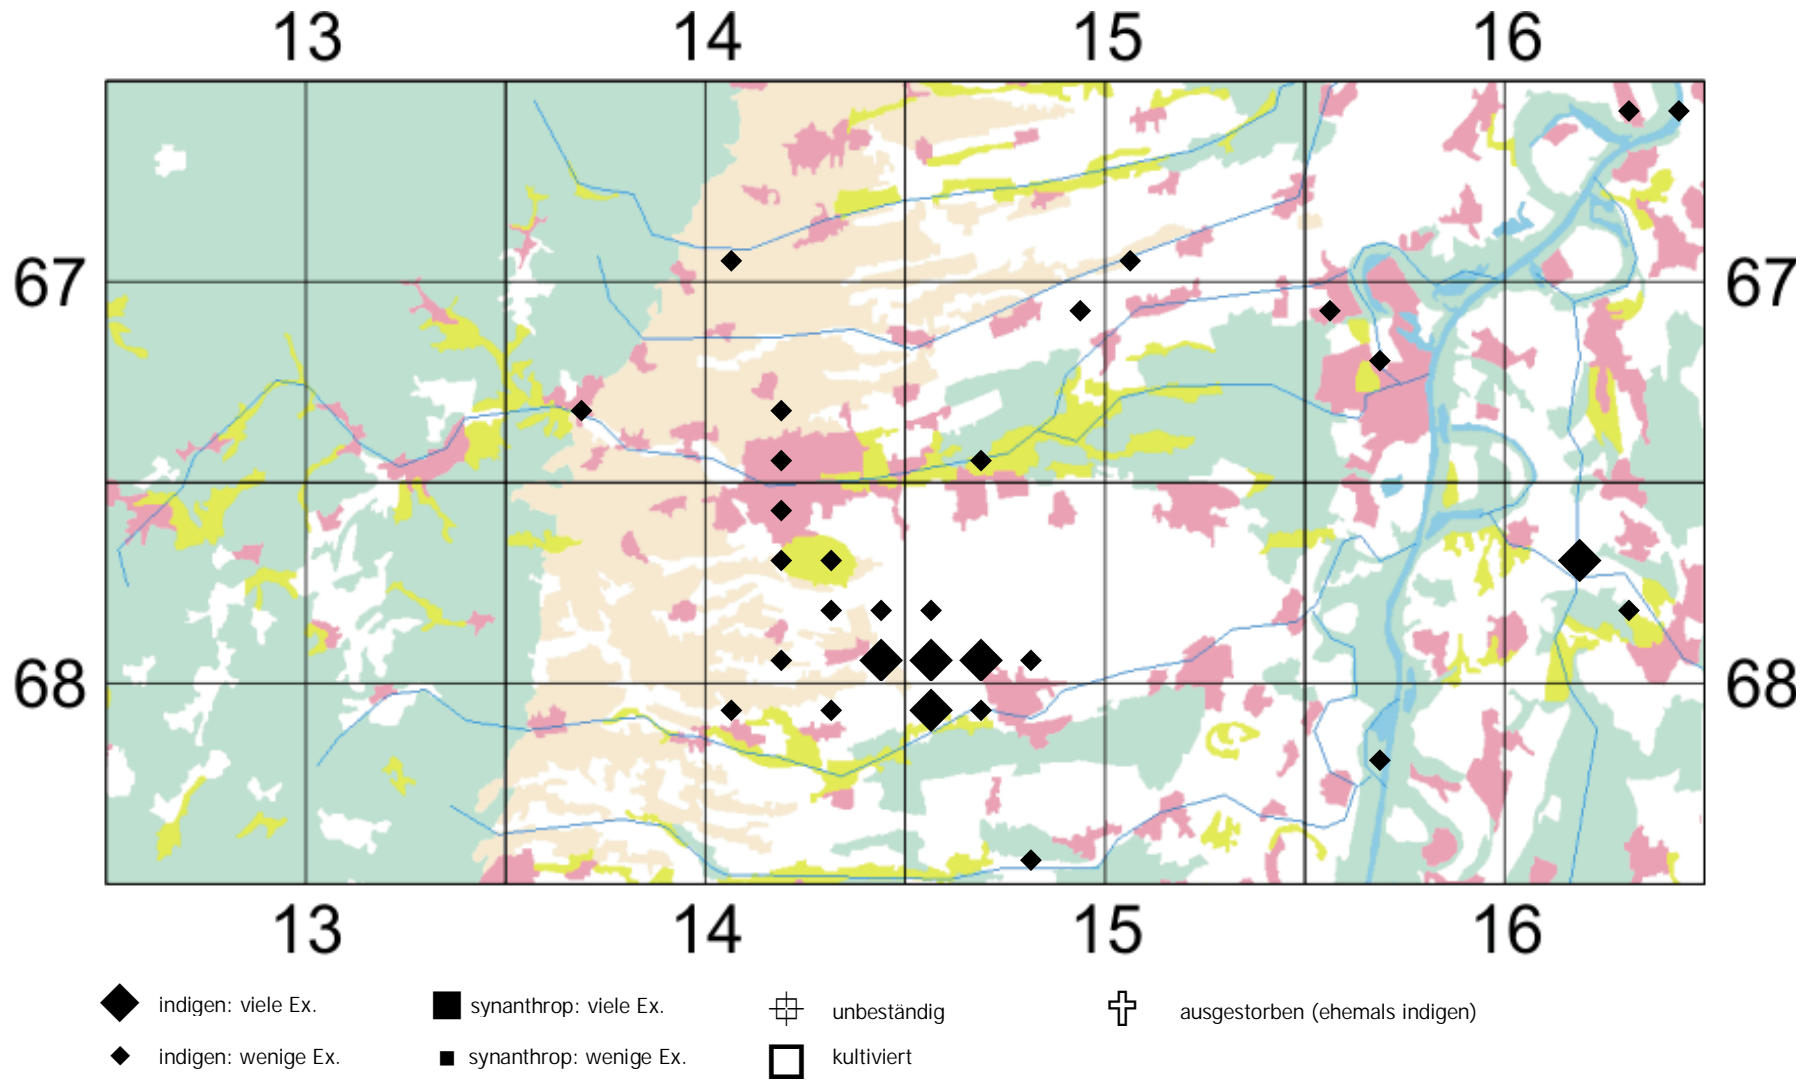 13 14 15 16
67 67
68 68
13 14 15 16
indigen: viele Ex. synanthrop: viele Ex. unbeständig ausgestorben (ehemals indigen)
indigen: wenige Ex. synanthrop: wenige Ex. kultiviert